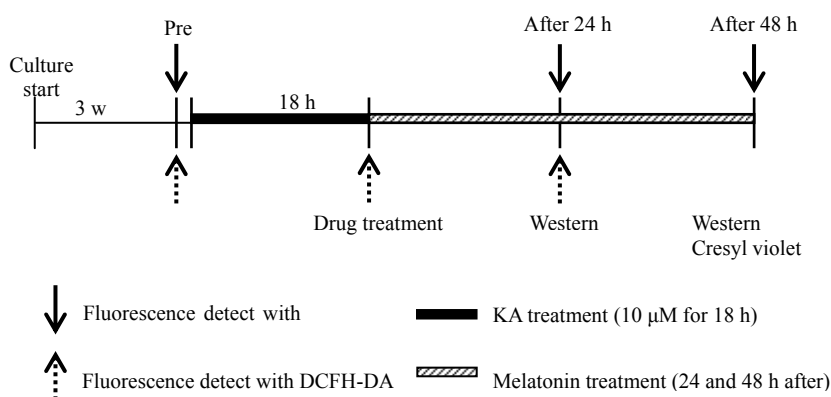 Pre
After 24 h
After 48 h
Culture
start
3 w
18 h
Drug treatment
Western
Western
Cresyl violet
Fluorescence detect with
KA treatment (10 μM for 18 h)
Fluorescence detect with DCFH-DA
Melatonin treatment (24 and 48 h after)